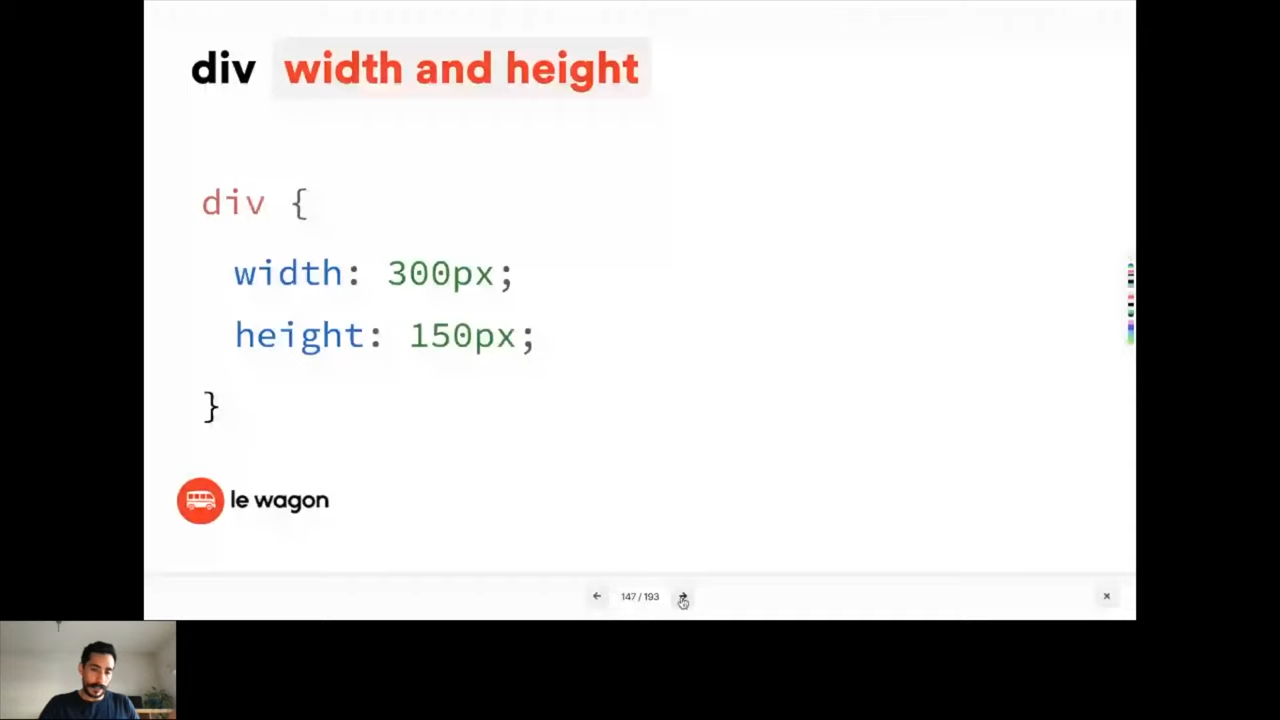 div width and height
div {
width: 300px;
height: 150px;
}
le wagon
147 / 193